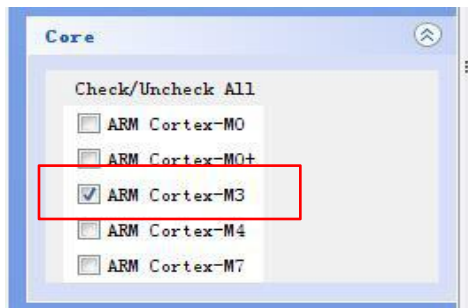 Core
Check/Uncheck All
ARM Cortex-M0
ARM Cortex-M0+
ARM Cortex-M3
ARM Cortex-M4
ARM Cortex-M7